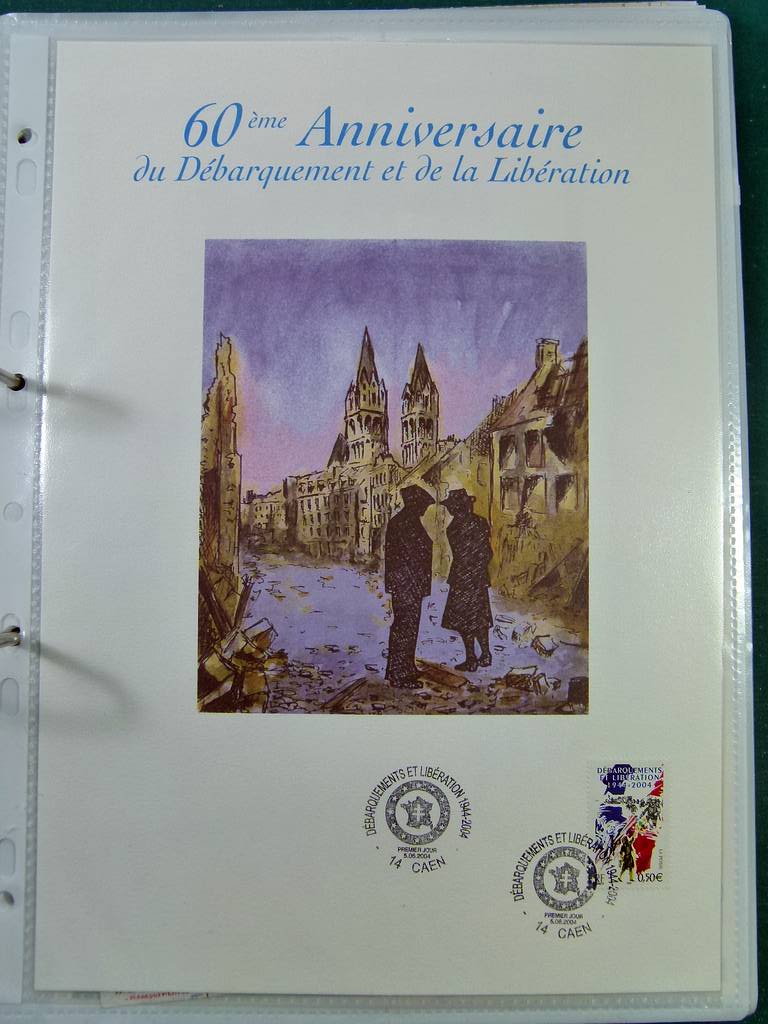 60ème Anniversaire
du Débarquement et de la Libération
DÉBARQUEMENTS ET LIBÉRATION 1944-2004
PREMIER JOUR
5.06.2004
14 CAEN
DÉBARQUEMENTS
ET LIBÉRATION
1944-2004
RF
0,50€
DÉBARQUEMENTS ET LIBÉRATION 1944-2004
PREMIER JOUR
5.06.2004
14 CAEN